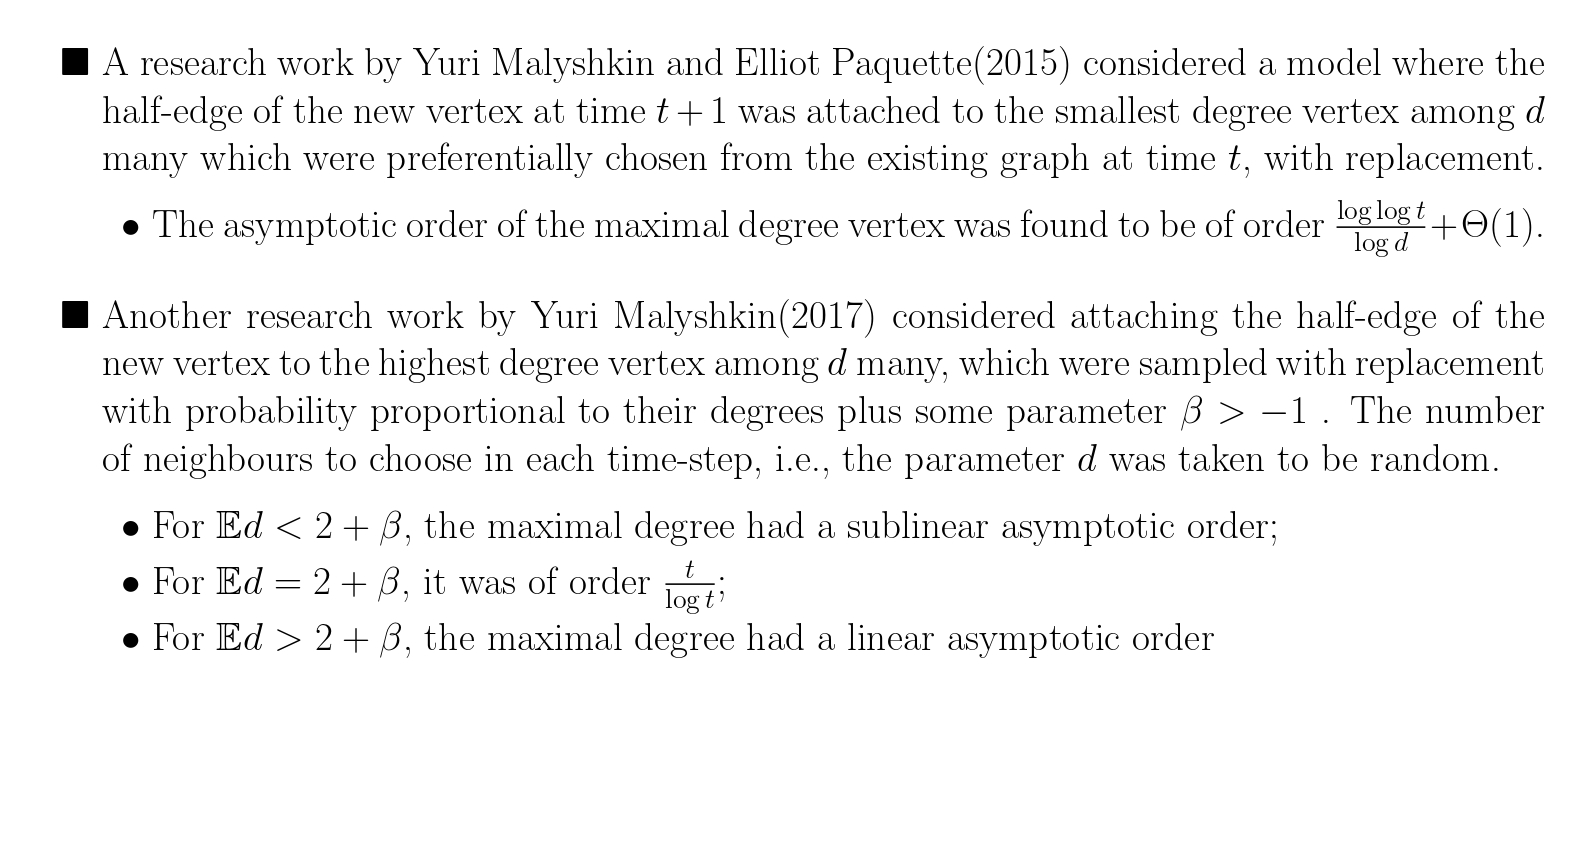 ■ A research work by Yuri Malyshkin and Elliot Paquette(2015) considered a model where the
half-edge of the new vertex at time $t+1$ was attached to the smallest degree vertex among $d$
many which were preferentially chosen from the existing graph at time $t$, with replacement.
• The asymptotic order of the maximal degree vertex was found to be of order $\frac{\log\log t}{\log d}+\Theta(1)$.
■ Another research work by Yuri Malyshkin(2017) considered attaching the half-edge of the
new vertex to the highest degree vertex among $d$ many, which were sampled with replacement
with probability proportional to their degrees plus some parameter $\beta > -1$ . The number
of neighbours to choose in each time-step, i.e., the parameter $d$ was taken to be random.
• For $\mathbb{E}d < 2 + \beta$, the maximal degree had a sublinear asymptotic order;
• For $\mathbb{E}d = 2 + \beta$, it was of order $\frac{t}{\log t}$;
• For $\mathbb{E}d > 2 + \beta$, the maximal degree had a linear asymptotic order